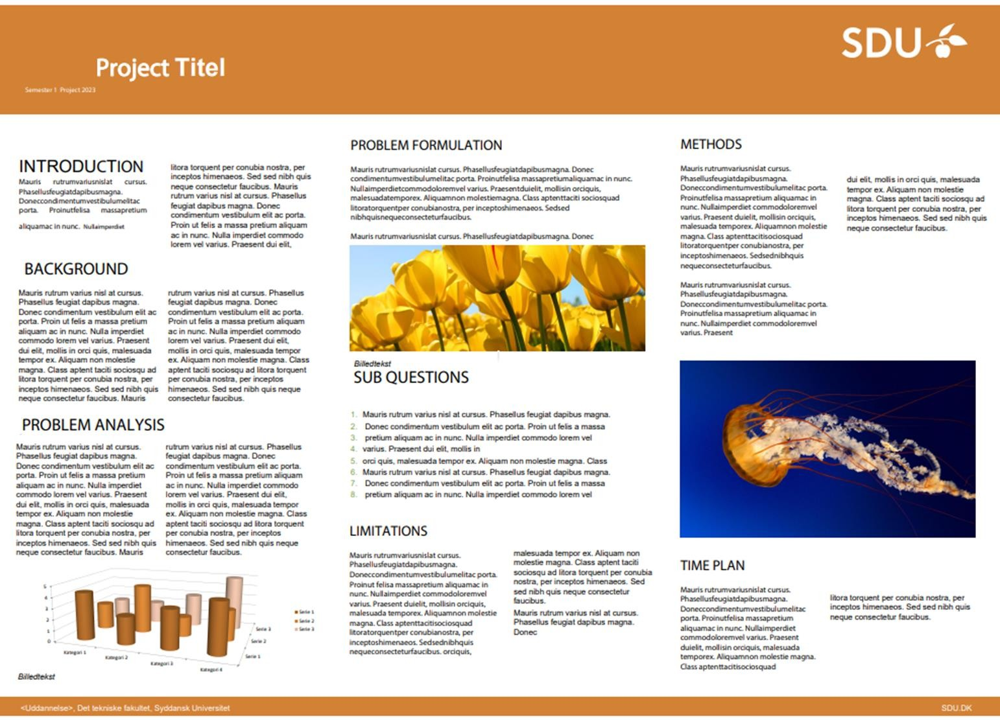 SDU
Project Titel
Semester 1 Project 2023
INTRODUCTION
Mauris rutrumvariusnislat cursus.
Phasellusfeugiatdapibusmagna.
Doneccondimentumvestibulumelitac
porta. Proinutfelisa massapretium
aliquamac in nunc. Nullaimperdiet
litora torquent per conubia nostra, per
inceptos himenaeos. Sed sed nibh quis
neque consectetur faucibus. Mauris
rutrum varius nisl at cursus. Phasellus
feugiat dapibus magna. Donec
condimentum vestibulum elit ac porta.
Proin ut felis a massa pretium aliquam
ac in nunc. Nulla imperdiet commodo
lorem vel varius. Praesent dui elit,
BACKGROUND
Mauris rutrum varius nisl at cursus.
Phasellus feugiat dapibus magna.
Donec condimentum vestibulum elit ac
porta. Proin ut felis a massa pretium
aliquam ac in nunc. Nulla imperdiet
commodo lorem vel varius. Praesent
dui elit, mollis in orci quis, malesuada
tempor ex. Aliquam non molestie
magna. Class aptent taciti sociosqu ad
litora torquent per conubia nostra, per
inceptos himenaeos. Sed sed nibh quis
neque consectetur faucibus. Mauris
rutrum varius nisl at cursus. Phasellus
feugiat dapibus magna. Donec
condimentum vestibulum elit ac porta.
Proin ut felis a massa pretium aliquam
ac in nunc. Nulla imperdiet commodo
lorem vel varius. Praesent dui elit,
mollis in orci quis, malesuada tempor
ex. Aliquam non molestie magna. Class
aptent taciti sociosqu ad litora torquent
per conubia nostra, per inceptos
himenaeos. Sed sed nibh quis neque
consectetur faucibus.
PROBLEM ANALYSIS
Mauris rutrum varius nisl at cursus.
Phasellus feugiat dapibus magna.
Donec condimentum vestibulum elit ac
porta. Proin ut felis a massa pretium
aliquam ac in nunc. Nulla imperdiet
commodo lorem vel varius. Praesent
dui elit, mollis in orci quis, malesuada
tempor ex. Aliquam non molestie
magna. Class aptent taciti sociosqu ad
litora torquent per conubia nostra, per
inceptos himenaeos. Sed sed nibh quis
neque consectetur faucibus. Mauris
rutrum varius nisl at cursus. Phasellus
feugiat dapibus magna. Donec
condimentum vestibulum elit ac porta.
Proin ut felis a massa pretium aliquam
ac in nunc. Nulla imperdiet commodo
lorem vel varius. Praesent dui elit,
mollis in orci quis, malesuada tempor
ex. Aliquam non molestie magna. Class
aptent taciti sociosqu ad litora torquent
per conubia nostra, per inceptos
himenaeos. Sed sed nibh quis neque
consectetur faucibus.
5
4
3
2
1
0
Kategori 1
Kategori 2
Kategori 3
Kategori 4
Serie 3
Serie 2
Serie 1
Serie 1
Serie 2
Serie 3
Billedtekst
PROBLEM FORMULATION
Mauris rutrumvariusnislat cursus. Phasellusfeugiatdapibusmagna. Donec
condimentumvestibulumelitac porta. Proinutfelisa massapretiumaliquamac in nunc.
Nullaimperdietcommodoloremvel varius. Praesentduielit, mollisin orciquis,
malesuadatemporex. Aliquamnon molestiemagna. Class aptenttaciti sociosquad
litoratorquentper conubianostra, per inceptoshimenaeos. Sedsed
nibhquisnequeconsecteturfaucibus.
Mauris rutrumvariusnislat cursus. Phasellusfeugiatdapibusmagna. Donec
Billedtekst
SUB QUESTIONS
1. Mauris rutrum varius nisl at cursus. Phasellus feugiat dapibus magna.
2. Donec condimentum vestibulum elit ac porta. Proin ut felis a massa
3. pretium aliquam ac in nunc. Nulla imperdiet commodo lorem vel
4. varius. Praesent dui elit, mollis in
5. orci quis, malesuada tempor ex. Aliquam non molestie magna. Class
6. Mauris rutrum varius nisl at cursus. Phasellus feugiat dapibus magna.
7. Donec condimentum vestibulum elit ac porta. Proin ut felis a massa
8. pretium aliquam ac in nunc. Nulla imperdiet commodo lorem vel
LIMITATIONS
Mauris rutrumvariusnislat cursus.
Phasellusfeugiatdapibusmagna.
Doneccondimentumvestibulumelitac porta.
Proinut felisa massapretium aliquamac in
nunc. Nullaimperdiet commodoloremvel
varius. Praesent duielit, mollisin orciquis,
malesuada temporex. Aliquamnon molestie
magna. Class aptenttacitisociosquad
litoratorquentper conubianostra, per
inceptoshimenaeos. Sedsednibhquis
nequeconsecteturfaucibus. orciquis,
malesuada tempor ex. Aliquam non
molestie magna. Class aptent taciti
sociosqu ad litora torquent per conubia
nostra, per inceptos himenaeos. Sed
sed nibh quis neque consectetur
faucibus.
Mauris rutrum varius nisl at cursus.
Phasellus feugiat dapibus magna.
Donec
METHODS
Mauris rutrumvariusnislat cursus.
Phasellusfeugiatdapibusmagna.
Doneccondimentumvestibulumelitac porta.
Proinutfelisa massapretium aliquamac in
nunc. Nullaimperdiet commodoloremvel
varius. Praesent duielit, mollisin orciquis,
malesuada temporex. Aliquamnon molestie
magna. Class aptenttacitisociosquad
litoratorquentper conubianostra, per
inceptoshimenaeos. Sedsednibhquis
nequeconsecteturfaucibus.
Mauris rutrumvariusnislat cursus.
Phasellusfeugiatdapibusmagna.
Doneccondimentumvestibulumelitac porta.
Proinutfelisa massapretium aliquamac in
nunc. Nullaimperdiet commodoloremvel
varius. Praesent
dui elit, mollis in orci quis, malesuada
tempor ex. Aliquam non molestie
magna. Class aptent taciti sociosqu ad
litora torquent per conubia nostra, per
inceptos himenaeos. Sed sed nibh quis
neque consectetur faucibus.
TIME PLAN
Mauris rutrumvariusnislat cursus.
Phasellusfeugiatdapibusmagna.
Doneccondimentumvestibulumelitac
porta. Proinutfelisa massapretium
aliquamac in nunc. Nullaimperdiet
commodoloremvel varius. Praesent
duielit, mollisin orciquis, malesuada
temporex. Aliquamnon molestie magna.
Class aptenttacitisociosquad
litora torquent per conubia nostra, per
inceptos himenaeos. Sed sed nibh quis
neque consectetur faucibus.
<Uddannelse>, Det tekniske fakultet, Syddansk Universitet
SDU.DK